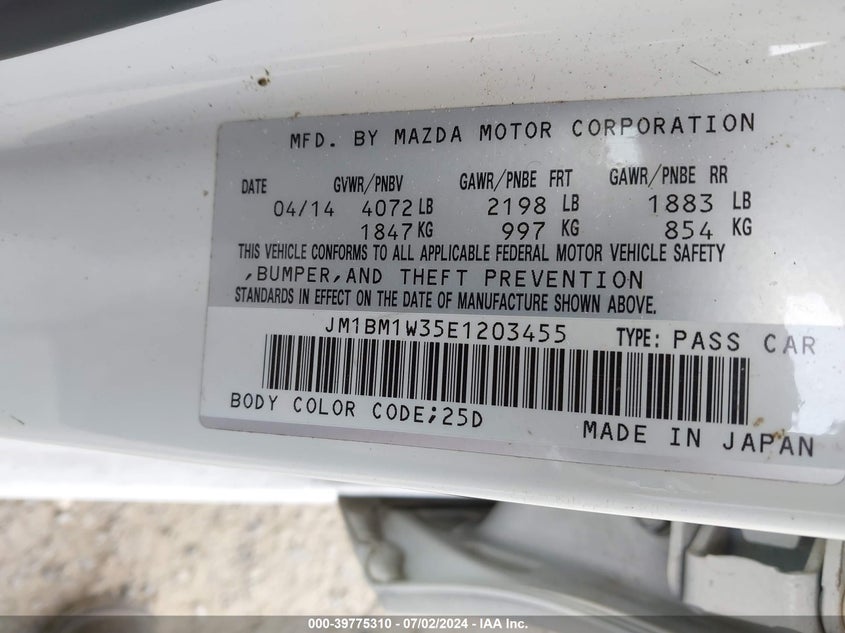 MFD. BY MAZDA MOTOR CORPORATION
DATE GVWR/PNBV GAWR/PNBE FRT GAWR/PNBE RR
04/14 4072 LB 2198 LB 1883 LB
1847 KG 997 KG 854 KG
THIS VEHICLE CONFORMS TO ALL APPLICABLE FEDERAL MOTOR VEHICLE SAFETY
,BUMPER,AND THEFT PREVENTION
STANDARDS IN EFFECT ON THE DATE OF MANUFACTURE SHOWN ABOVE.
JM1BM1W35E1203455 TYPE: PASS CAR
BODY COLOR CODE;25D
MADE IN JAPAN
000-39775310 - 07/02/2024 - IAA Inc.